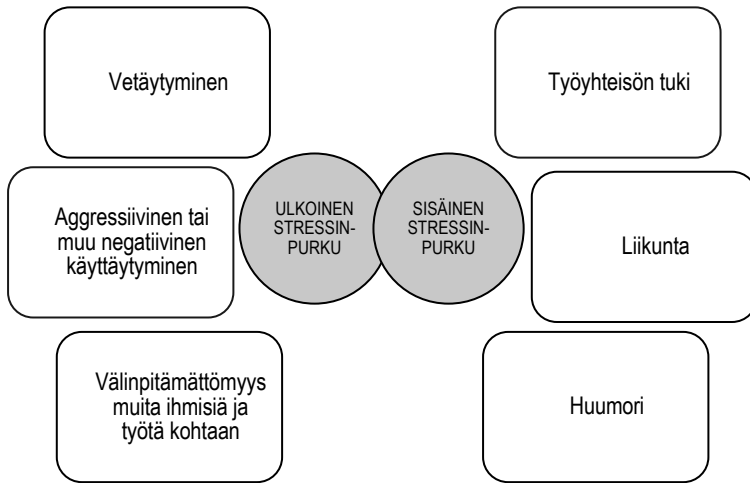 Vetäytyminen
Aggressiivinen tai
muu negatiivinen
käyttäytyminen
Välinpitämättömyys
muita ihmisiä ja
työtä kohtaan
ULKOINEN
STRESSIN-
PURKU
SISÄINEN
STRESSIN-
PURKU
Työyhteisön tuki
Liikunta
Huumori